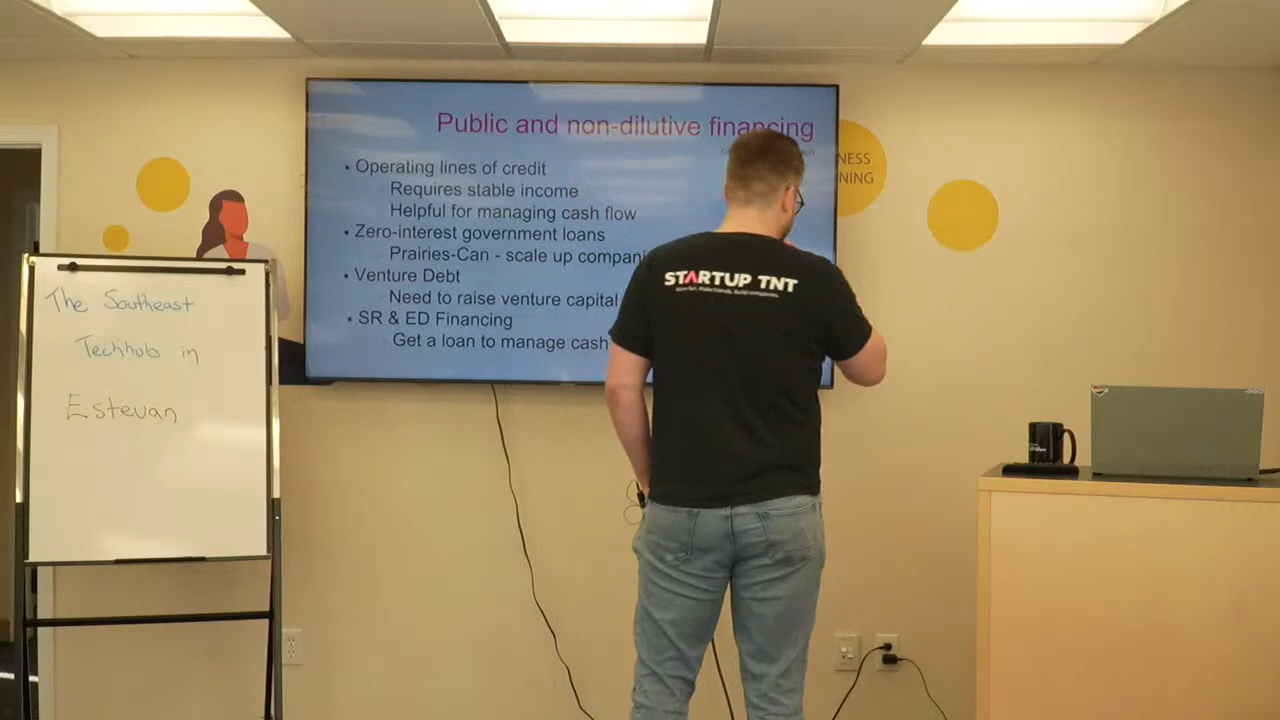 Public and non-dilutive financing
• Operating lines of credit
Requires stable income
Helpful for managing cash flow
• Zero-interest government loans
Prairies-Can - scale up compani
• Venture Debt
Need to raise venture capital
• SR & ED Financing
Get a loan to manage cash
NESS
NING
The Southeast
Techhub in
Estevan
STARTUP TNT